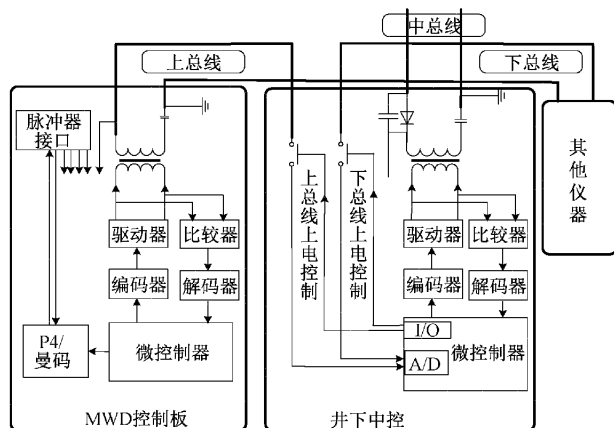 上总线
中总线
下总线
脉冲器
接口
驱动器
比较器
编码器
解码器
P4/
曼码
微控制器
MWD控制板
上总线上电控制
下总线上电控制
驱动器
比较器
编码器
解码器
I/O
微控制器
A/D
井下中控
其他仪器